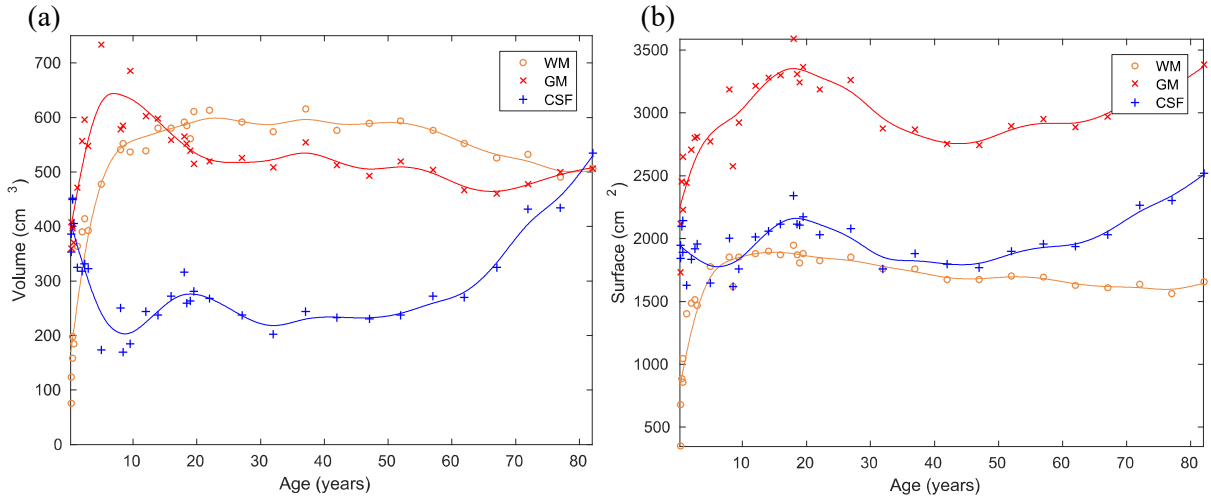 (a)
700
600
500
400
300
200
100
0
Volume (cm 3)
10 20 30 40 50 60 70 80
Age (years)
WM
GM
CSF
(b)
3500
3000
2500
2000
1500
1000
500
Surface (cm 2)
10 20 30 40 50 60 70 80
Age (years)
WM
GM
CSF